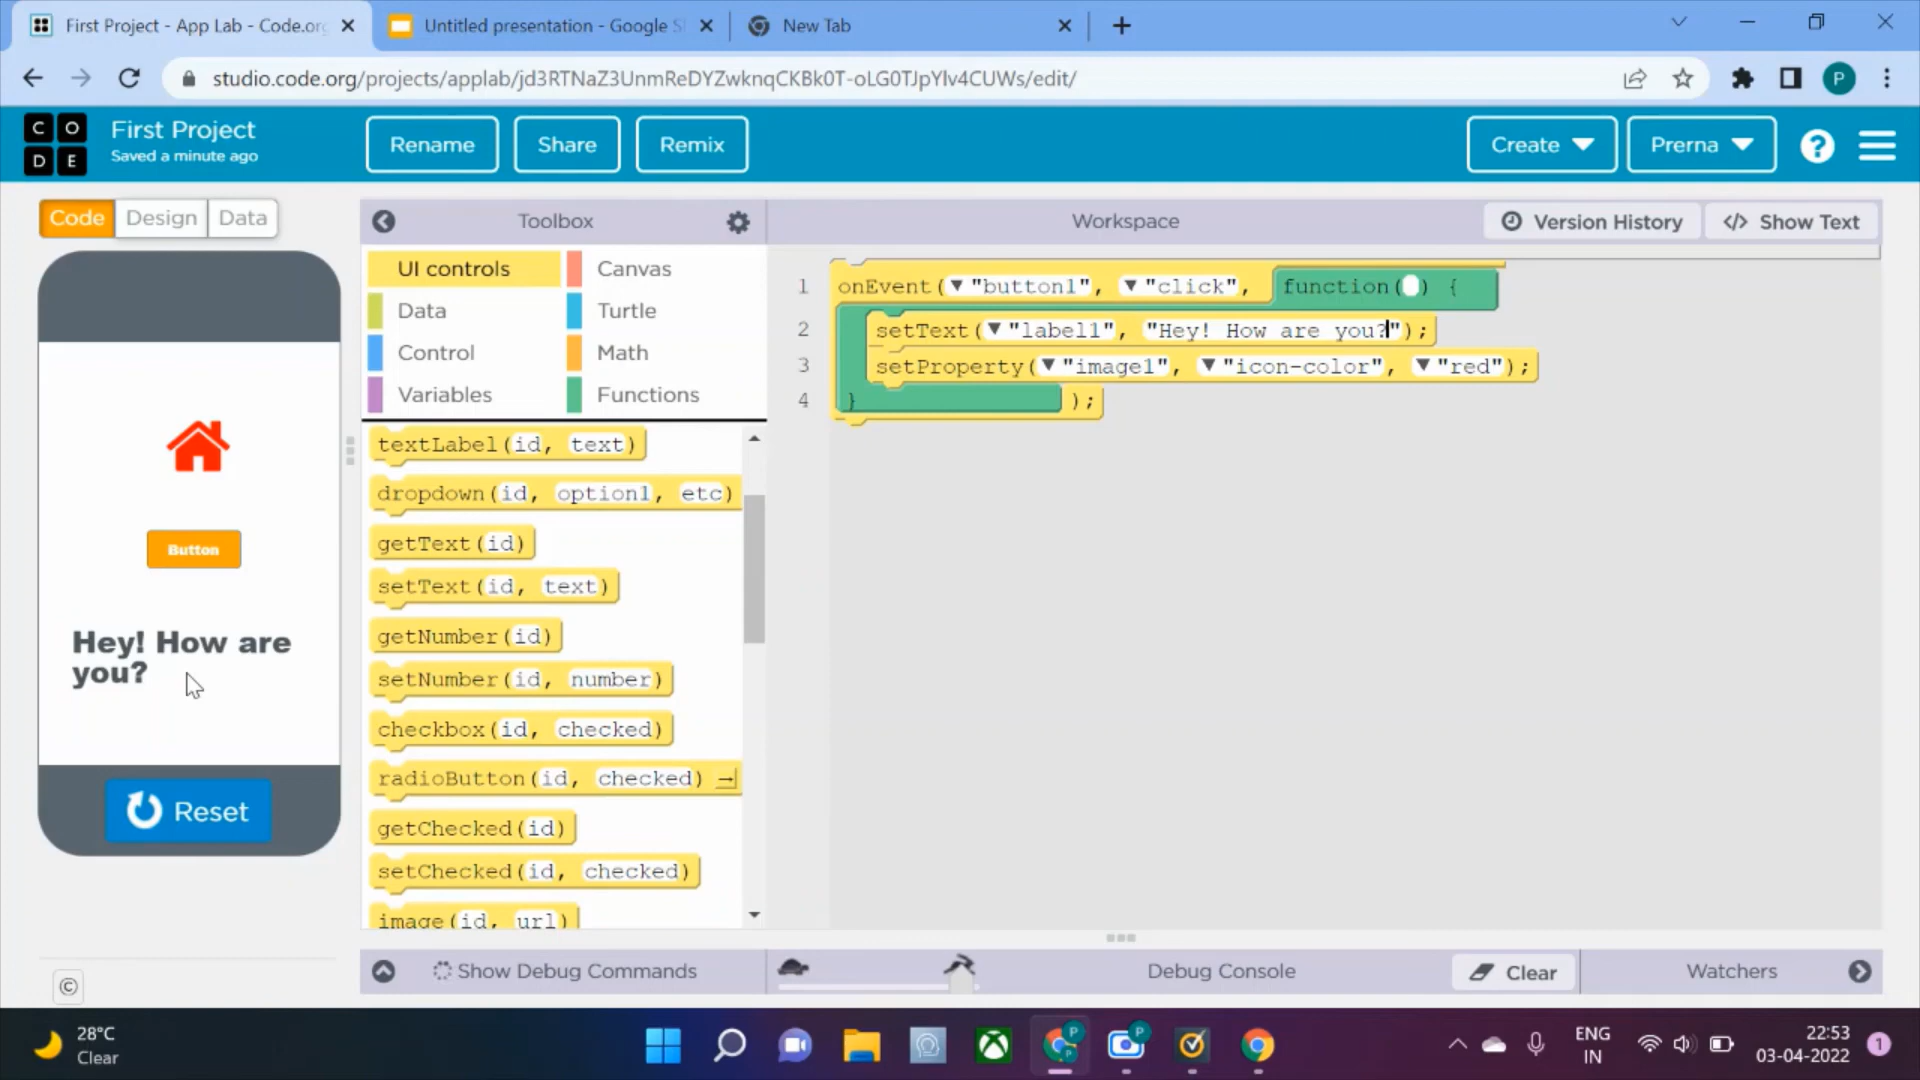 First Project - App Lab - Code.org
Untitled presentation - Google S
New Tab
studio.code.org/projects/applab/jd3RTNaZ3UnmReDYZwknqCKBk0T-oLG0TJpYlv4CUWs/edit/
P
C O
D E
First Project
Saved a minute ago
Rename
Share
Remix
Create
Prerna
?
Code
Design
Data
Toolbox
Workspace
Version History
</> Show Text
UI controls
Canvas
Data
Turtle
Control
Math
Variables
Functions
textLabel(id, text)
dropdown(id, option1, etc)
getText(id)
setText(id, text)
getNumber(id)
setNumber(id, number)
checkbox(id, checked)
radioButton(id, checked)
getChecked(id)
setChecked(id, checked)
image(id, url)
1 onEvent("button1", "click", function() {
2 setText("label1", "Hey! How are you?");
3 setProperty("image1", "icon-color", "red");
4 } );
Button
Hey! How are
you?
Reset
©
Show Debug Commands
Debug Console
Clear
Watchers
28°C
Clear
P
P
P
ENG
IN
22:53
03-04-2022
1